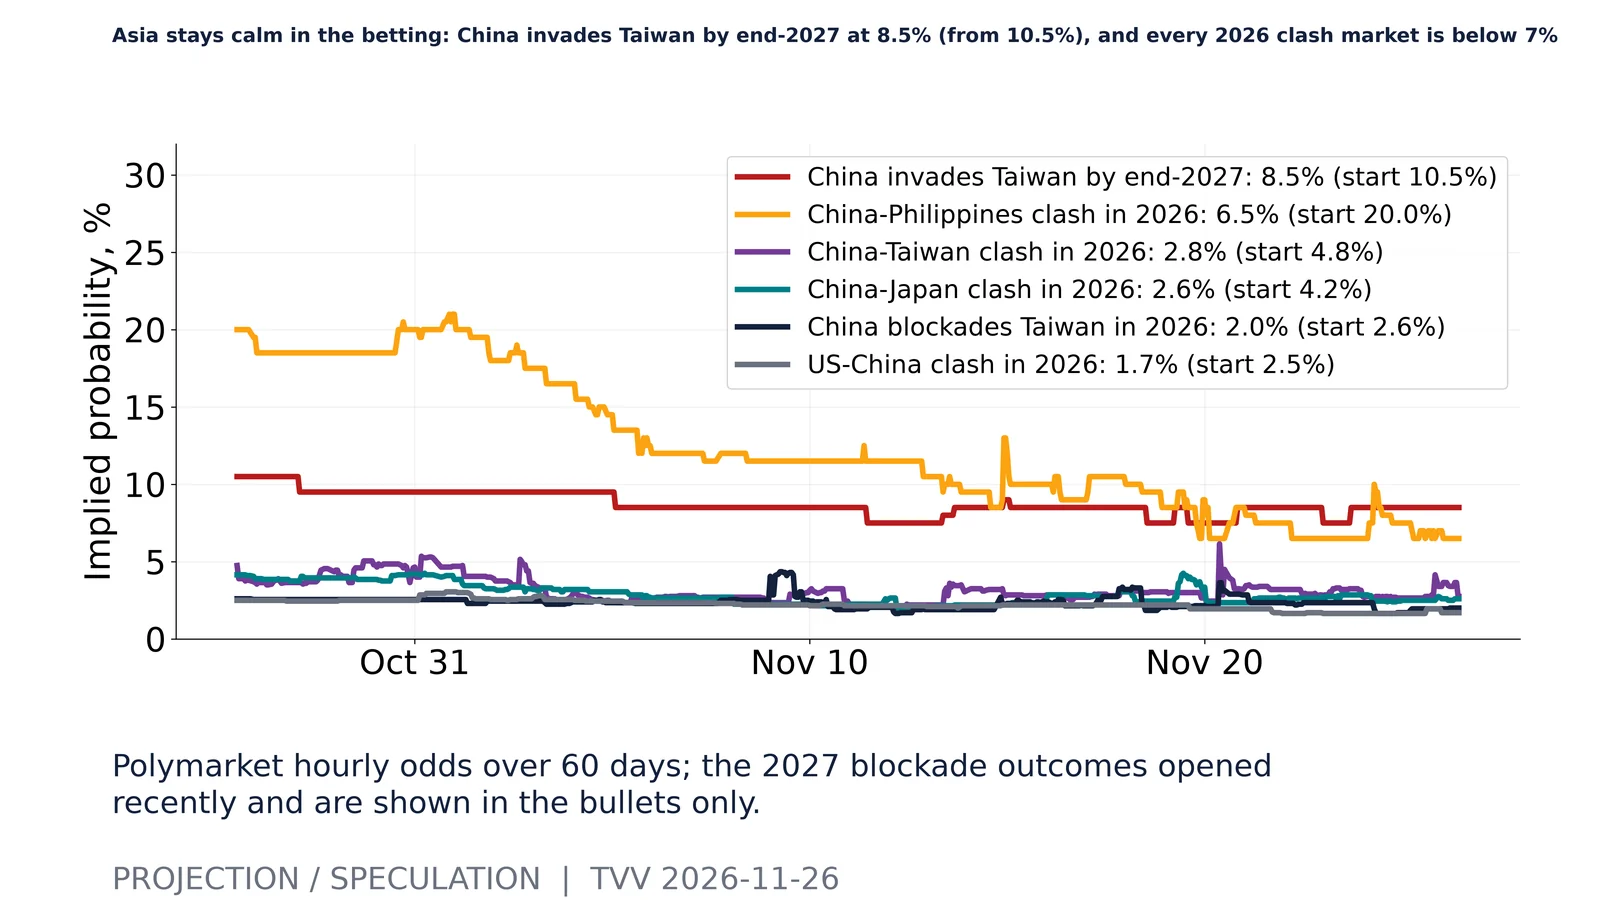 Asia stays calm in the betting: China invades Taiwan by end-2027 at 8.5% (from 10.5%), and every 2026 clash market is below 7%
Implied probability, %
30
25
20
15
10
5
0
China invades Taiwan by end-2027: 8.5% (start 10.5%)
China-Philippines clash in 2026: 6.5% (start 20.0%)
China-Taiwan clash in 2026: 2.8% (start 4.8%)
China-Japan clash in 2026: 2.6% (start 4.2%)
China blockades Taiwan in 2026: 2.0% (start 2.6%)
US-China clash in 2026: 1.7% (start 2.5%)
Oct 31
Nov 10
Nov 20
Polymarket hourly odds over 60 days; the 2027 blockade outcomes opened
recently and are shown in the bullets only.
PROJECTION / SPECULATION | TVV 2026-11-26